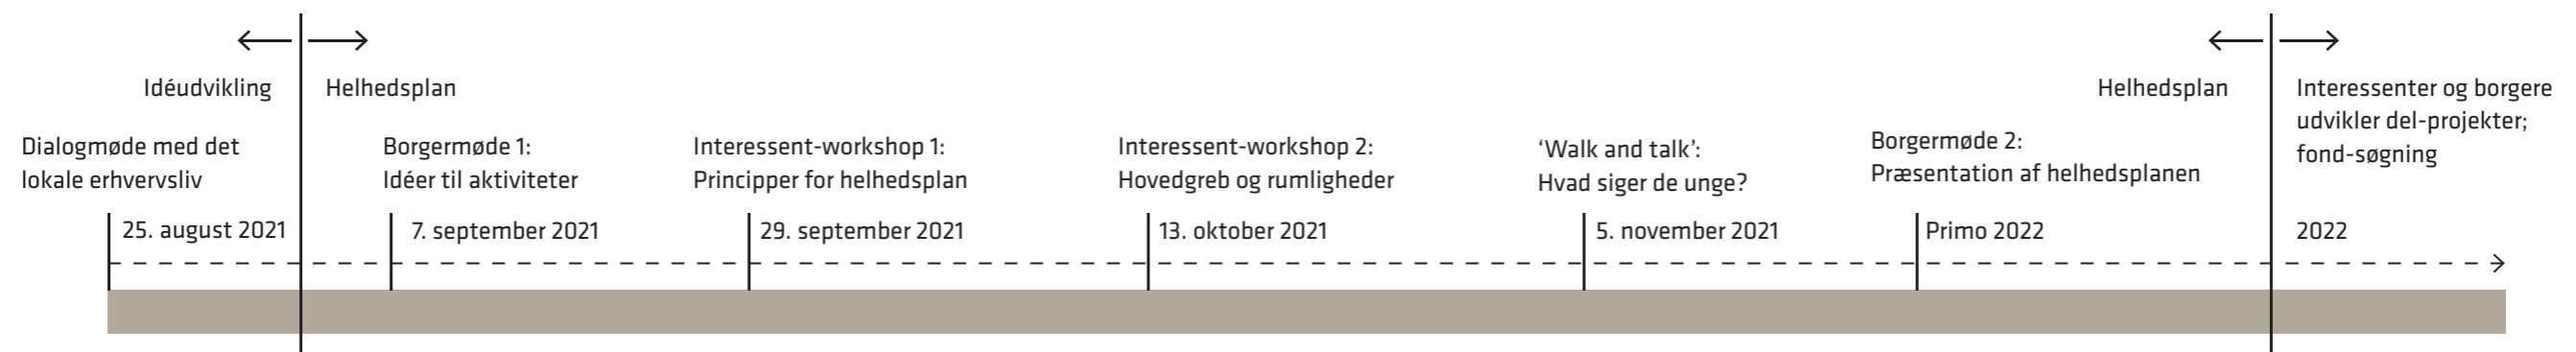 Idéudvikling
Helhedsplan
Helhedsplan
Interessenter og borgere
udvikler del-projekter;
fond-søgning
Dialogmøde med det
lokale erhvervsliv
Borgermøde 1:
Idéer til aktiviteter
Interessent-workshop 1:
Principper for helhedsplan
Interessent-workshop 2:
Hovedgreb og rumligheder
‘Walk and talk’:
Hvad siger de unge?
Borgermøde 2:
Præsentation af helhedsplanen
25. august 2021
7. september 2021
29. september 2021
13. oktober 2021
5. november 2021
Primo 2022
2022